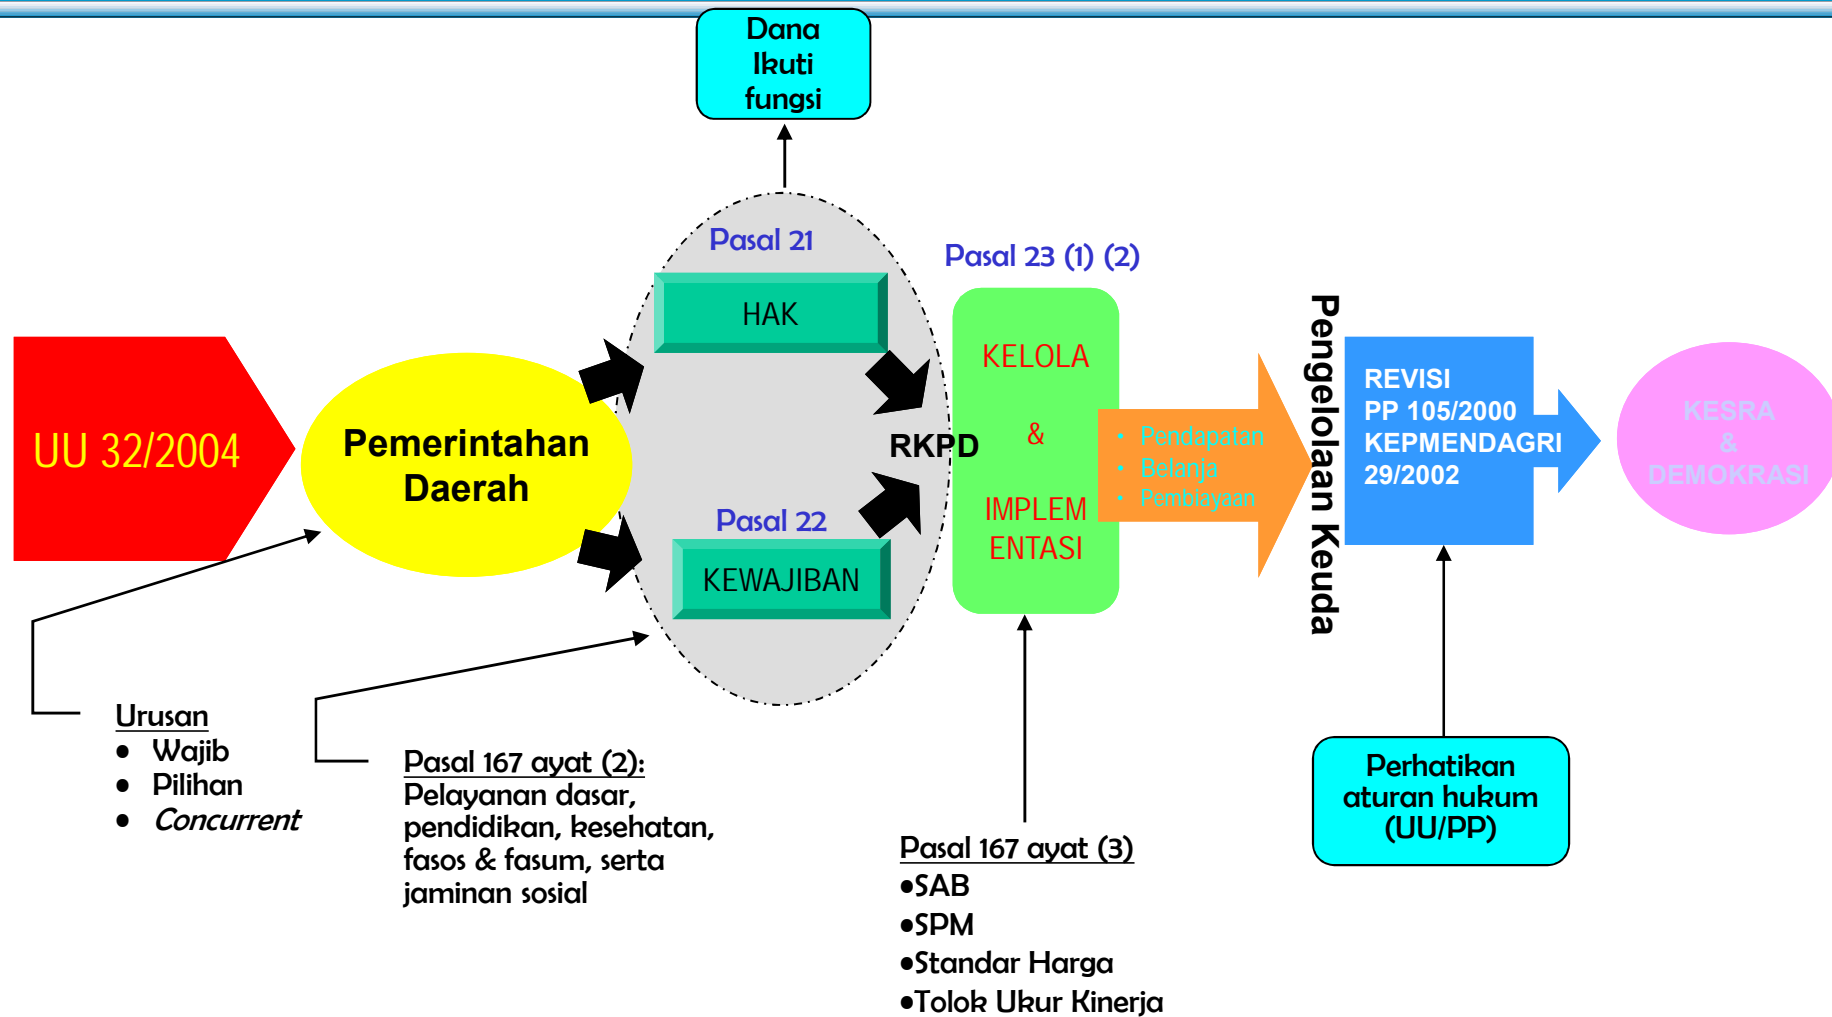 Dana
Ikuti
fungsi
Pasal 21
HAK
Pasal 23 (1) (2)
UU 32/2004
Pemerintahan
Daerah
RKPD
Pasal 22
KEWAJIBAN
KELOLA
&
IMPLEM
ENTASI
• Pendapatan
• Belanja
• Pembiayaan
Pengelolaan Keuda
REVISI
PP 105/2000
KEPMENDAGRI
29/2002
KESRA
&
DEMOKRASI
Urusan
• Wajib
• Pilihan
• Concurrent
Pasal 167 ayat (2):
Pelayanan dasar,
pendidikan, kesehatan,
fasos & fasum, serta
jaminan sosial
Pasal 167 ayat (3)
•SAB
•SPM
•Standar Harga
•Tolok Ukur Kinerja
Perhatikan
aturan hukum
(UU/PP)